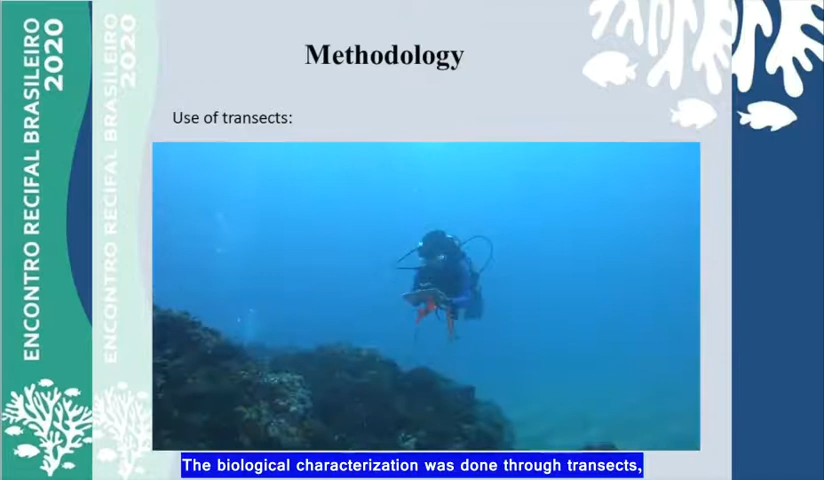 ENCONTRO RECIFAL BRASILEIRO
2020
ENCONTRO RECIFAL BRASILEIRO
2020
Methodology
Use of transects:
The biological characterization was done through transects,